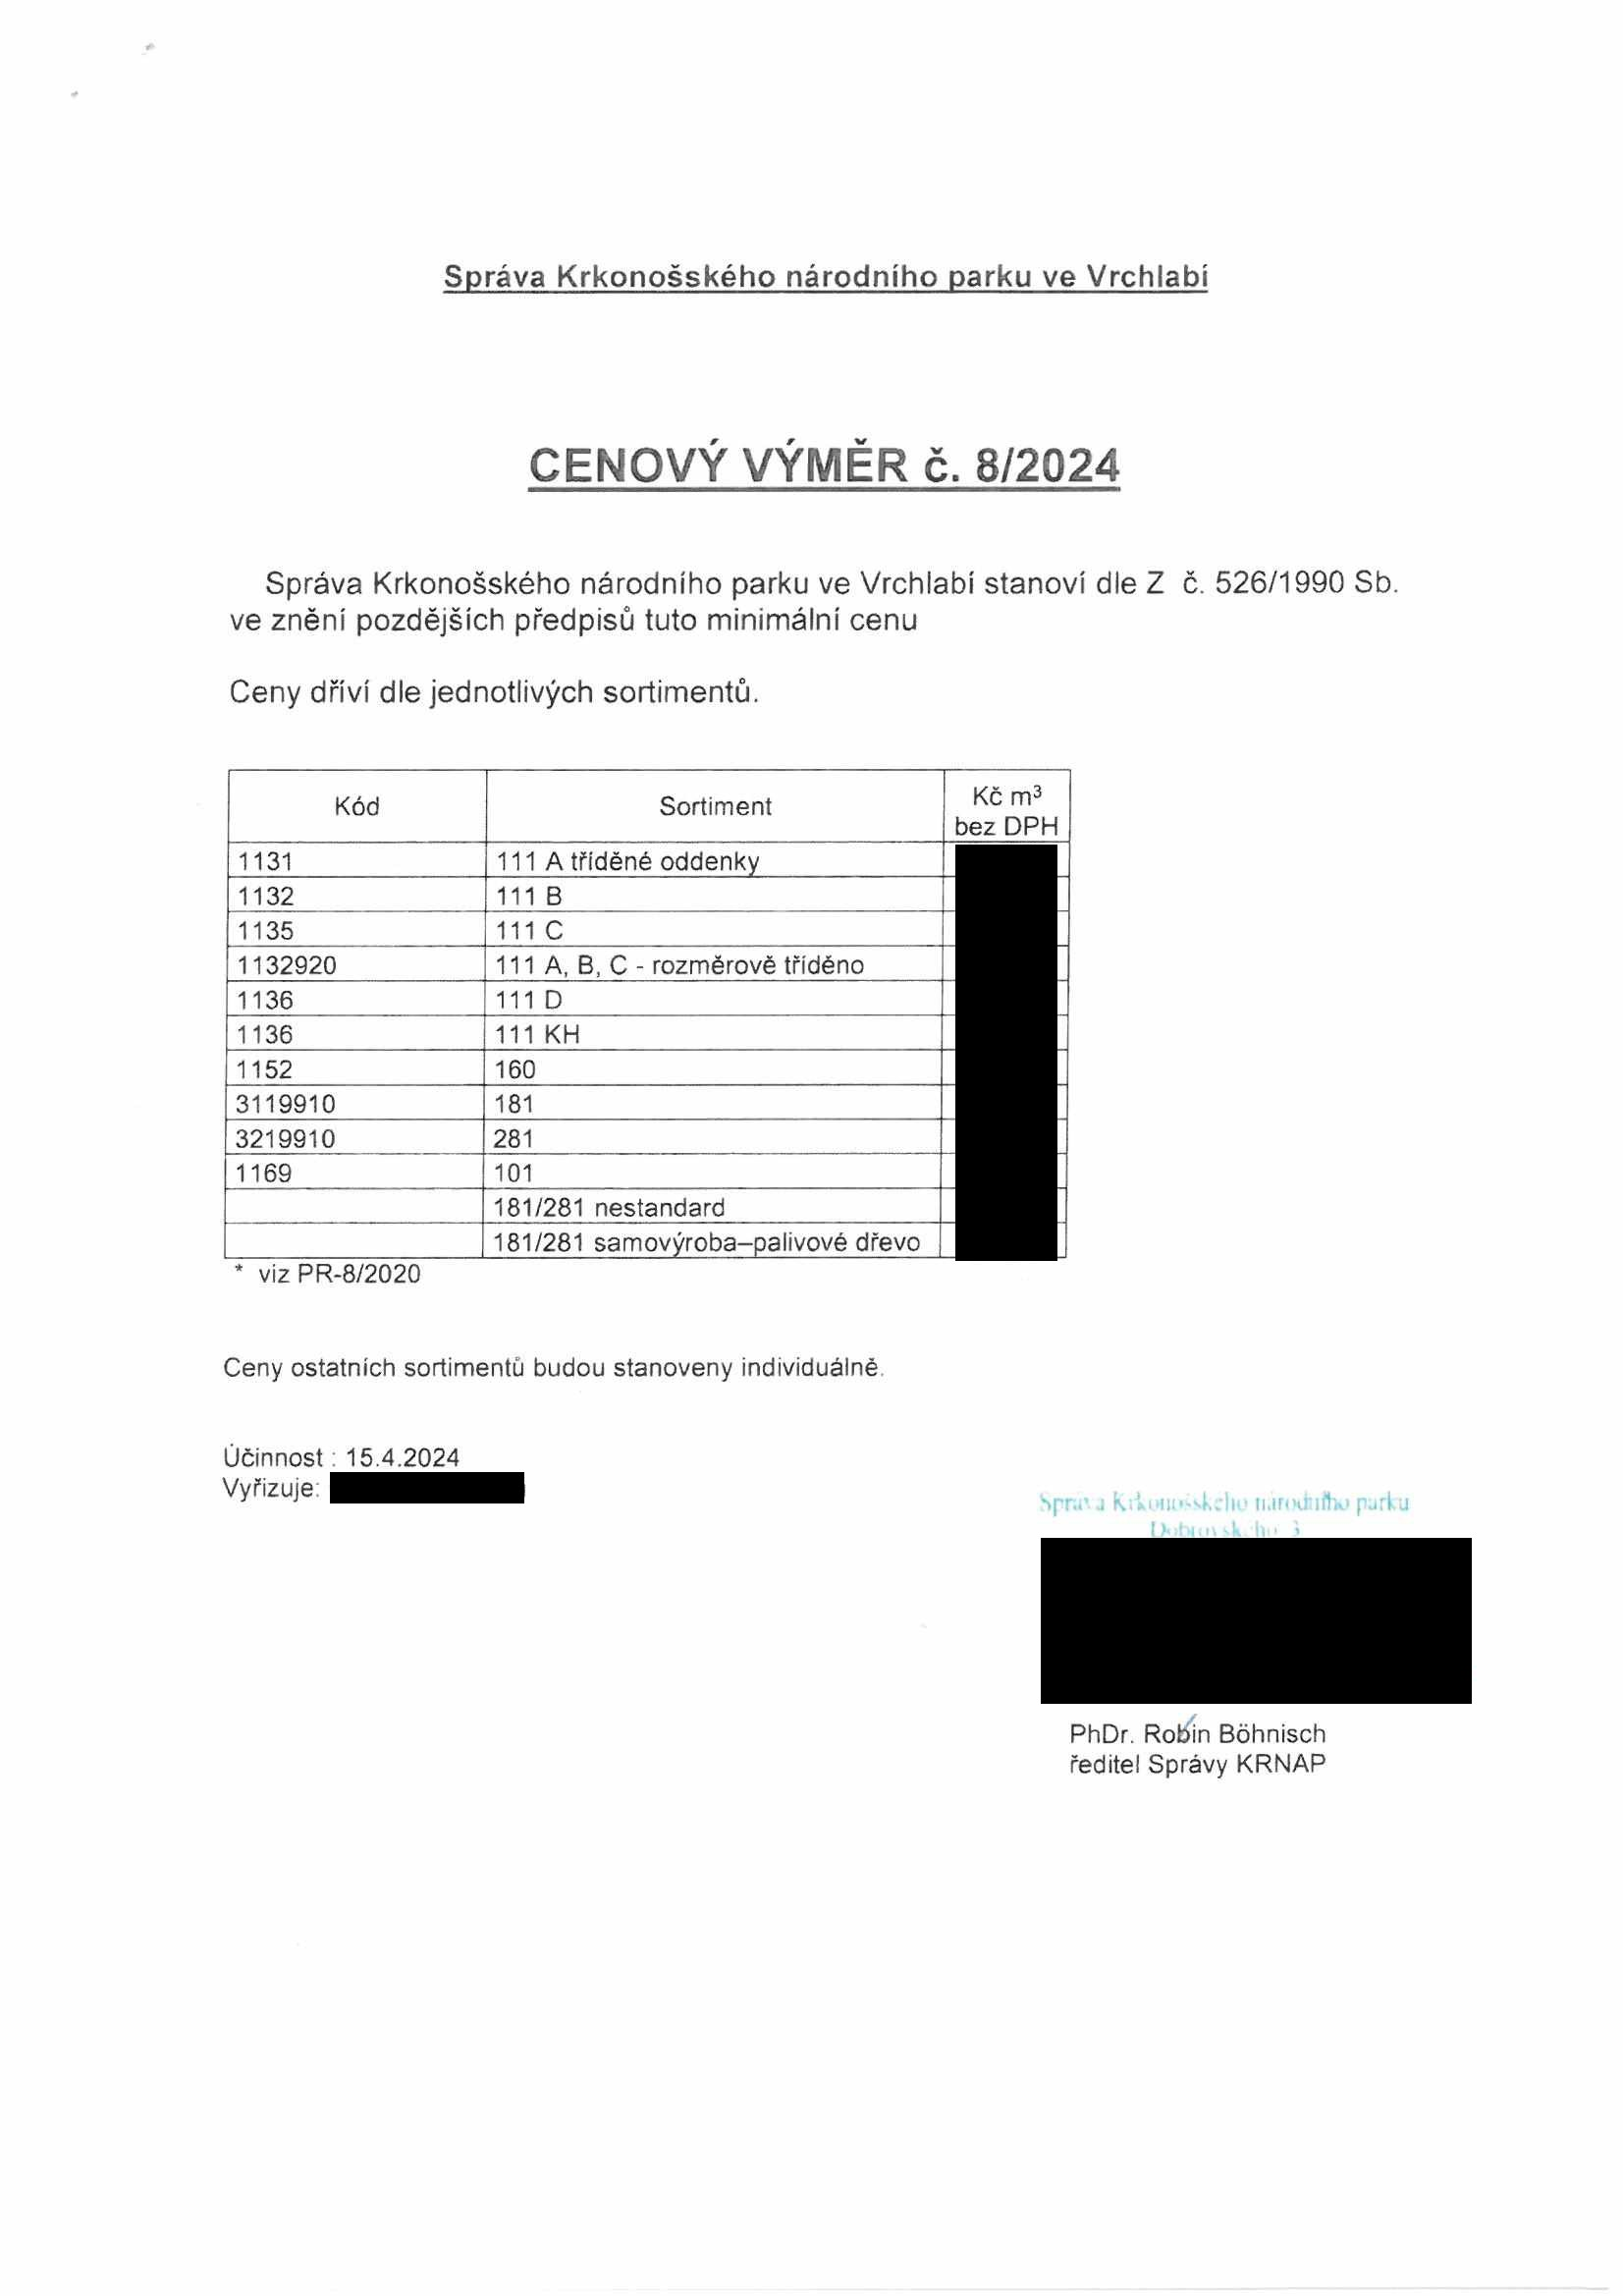 Správa Krkonošského národního parku ve Vrchlabí
CENOVÝ VÝMĚR č. 8/2024
Správa Krkonošského národního parku ve Vrchlabí stanoví dle Z č. 526/1990 Sb.
ve znění pozdějších předpisů tuto minimální cenu
Ceny dříví dle jednotlivých sortimentů.
Kód Sortiment Kč m³
bez DPH
1131 111 A tříděné oddenky
1132 111 B
1135 111 C
1132920 111 A, B, C - rozměrově tříděno
1136 111 D
1136 111 KH
1152 160
3119910 181
3219910 281
1169 101
181/281 nestandard
181/281 samovýroba–palivové dřevo
* viz PR-8/2020
Ceny ostatních sortimentů budou stanoveny individuálně.
Účinnost : 15.4.2024
Vyřizuje:
Správa Krkonošského národního parku
Dobrovského 3
PhDr. Robin Böhnisch
ředitel Správy KRNAP